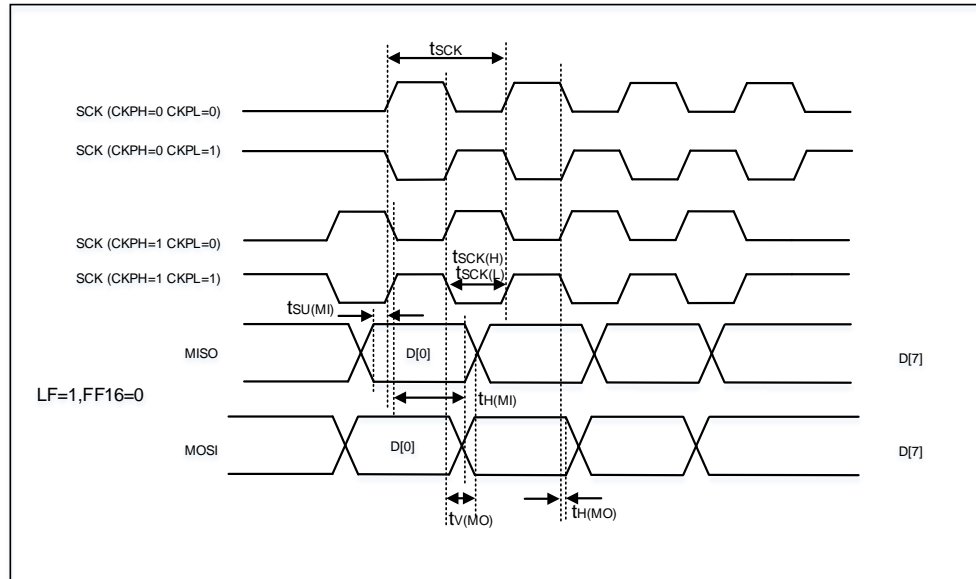 tSCK
SCK (CKPH=0 CKPL=0)
SCK (CKPH=0 CKPL=1)
SCK (CKPH=1 CKPL=0)
tSCK(H)
tSCK(L)
SCK (CKPH=1 CKPL=1)
tSU(MI)
MISO
D[0]
D[7]
LF=1,FF16=0
tH(MI)
MOSI
D[0]
D[7]
tV(MO)
tH(MO)